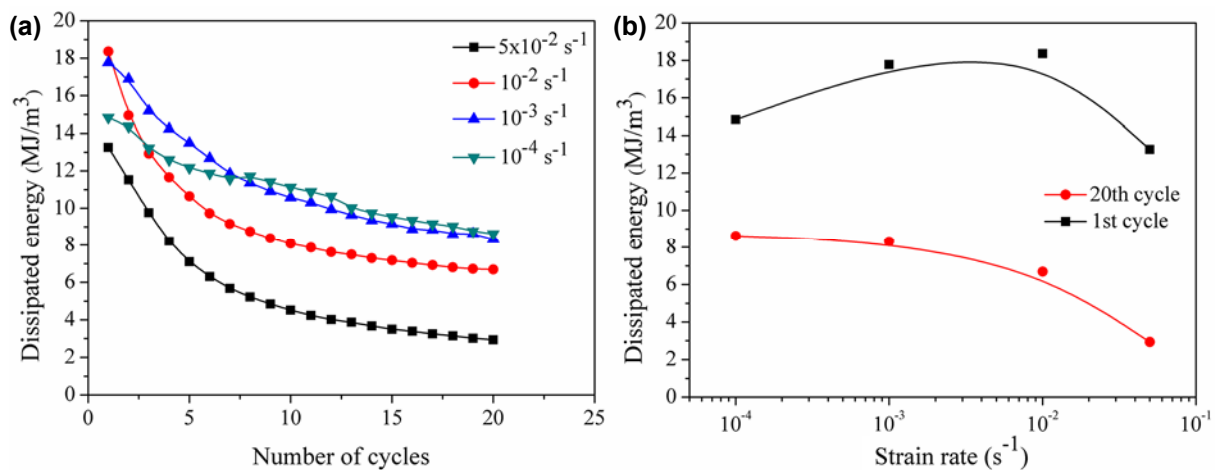 (a)
Dissipated energy (MJ/m³)
20
18
16
14
12
10
8
6
4
2
0
5x10⁻² s⁻¹
10⁻² s⁻¹
10⁻³ s⁻¹
10⁻⁴ s⁻¹
0 5 10 15 20 25
Number of cycles
(b)
Dissipated energy (MJ/m³)
20
18
16
14
12
10
8
6
4
2
0
20th cycle
1st cycle
10⁻⁴ 10⁻³ 10⁻² 10⁻¹
Strain rate (s⁻¹)